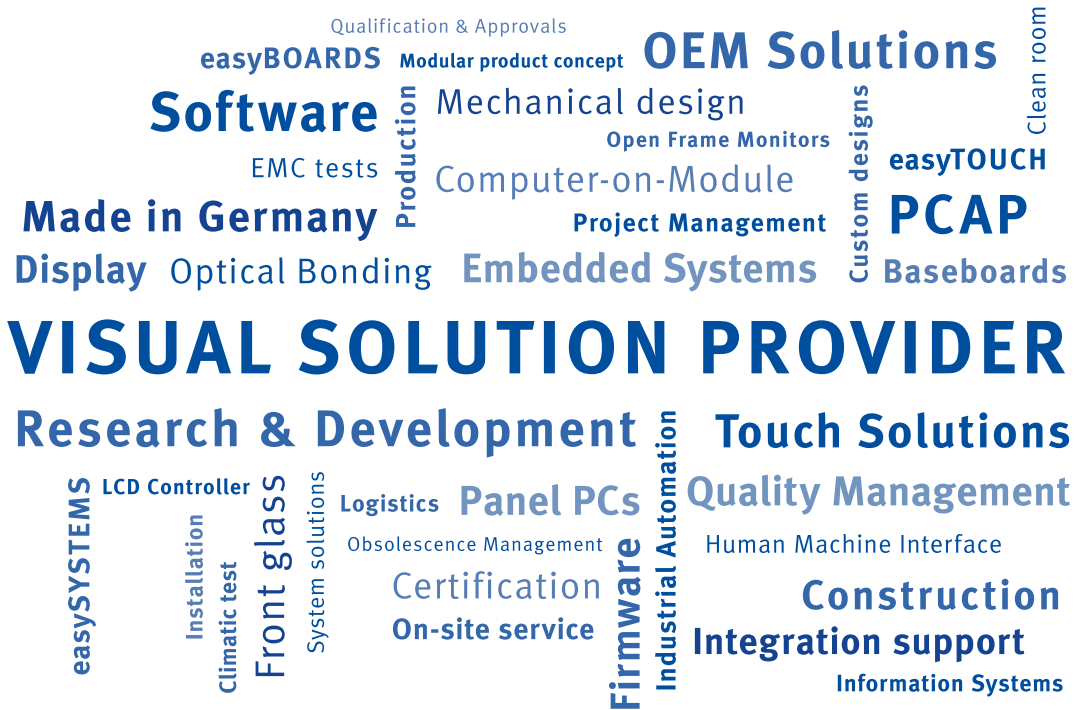 Qualification & Approvals
easyBOARDS
Modular product concept
OEM Solutions
Clean room
Software
Production
Mechanical design
Open Frame Monitors
Custom designs
easyTOUCH
EMC tests
Computer-on-Module
Made in Germany
Project Management
PCAP
Display
Optical Bonding
Embedded Systems
Baseboards
VISUAL SOLUTION PROVIDER
Research & Development
Touch Solutions
easySYSTEMS
LCD Controller
Installation
Climatic test
Front glass
System solutions
Logistics
Panel PCs
Industrial Automation
Quality Management
Obsolescence Management
Firmware
Human Machine Interface
Certification
Construction
On-site service
Integration support
Information Systems